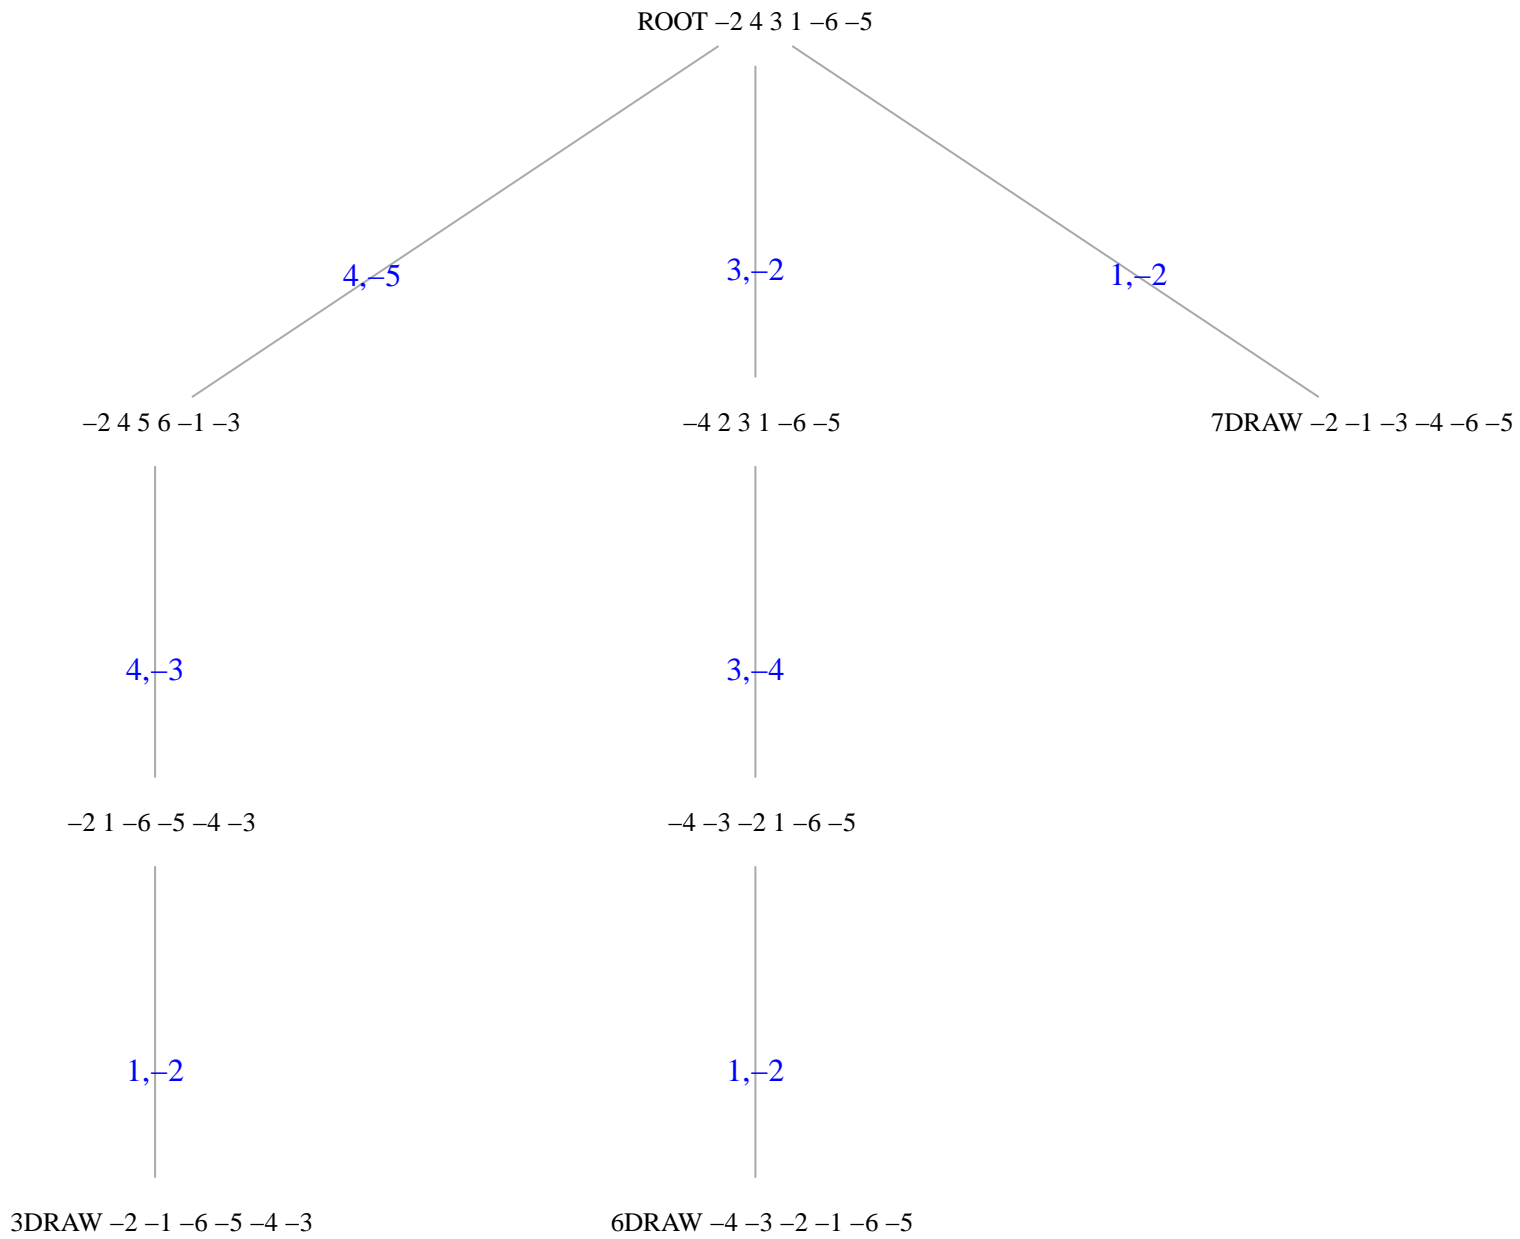 ROOT –2 4 3 1 –6 –5
4,–5
3,–2
1,–2
–2 4 5 6 –1 –3
–4 2 3 1 –6 –5
7DRAW –2 –1 –3 –4 –6 –5
4,–3
3,–4
–2 1 –6 –5 –4 –3
–4 –3 –2 1 –6 –5
1,–2
1,–2
3DRAW –2 –1 –6 –5 –4 –3
6DRAW –4 –3 –2 –1 –6 –5